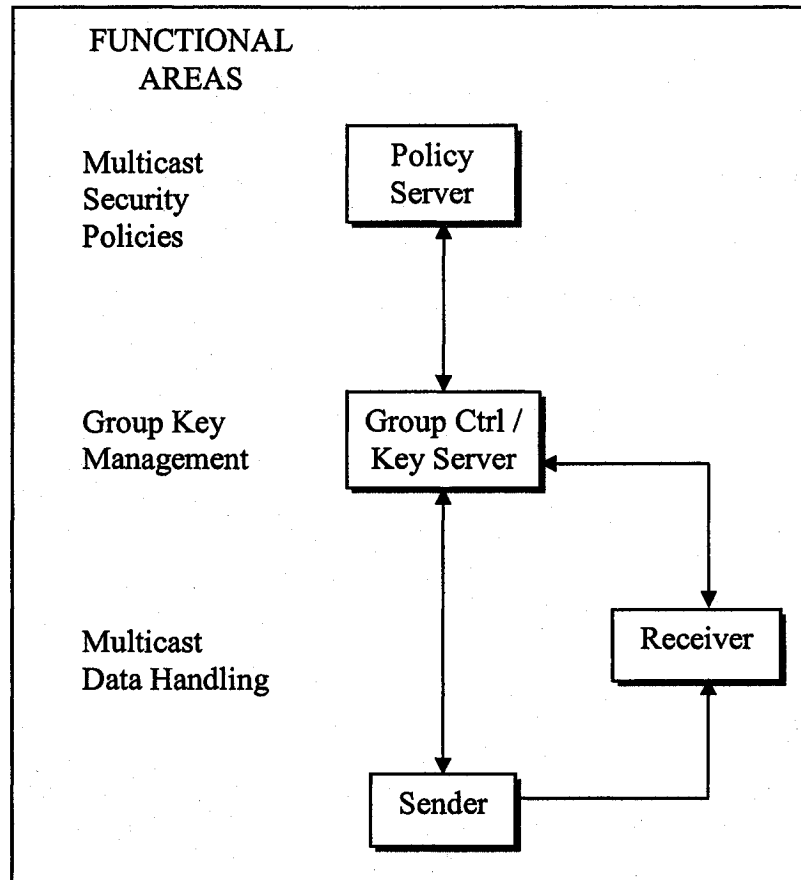 FUNCTIONAL
AREAS
Multicast
Security
Policies
Policy
Server
Group Key
Management
Group Ctrl /
Key Server
Multicast
Data Handling
Receiver
Sender